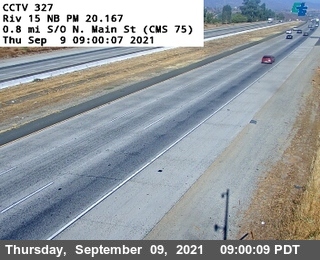 CCTV 327
Riv 15 NB PM 20.167
0.8 mi S/O N. Main St (CMS 75)
Thu Sep 9 09:00:07 2021
Thursday, September 09, 2021 09:00:09 PDT